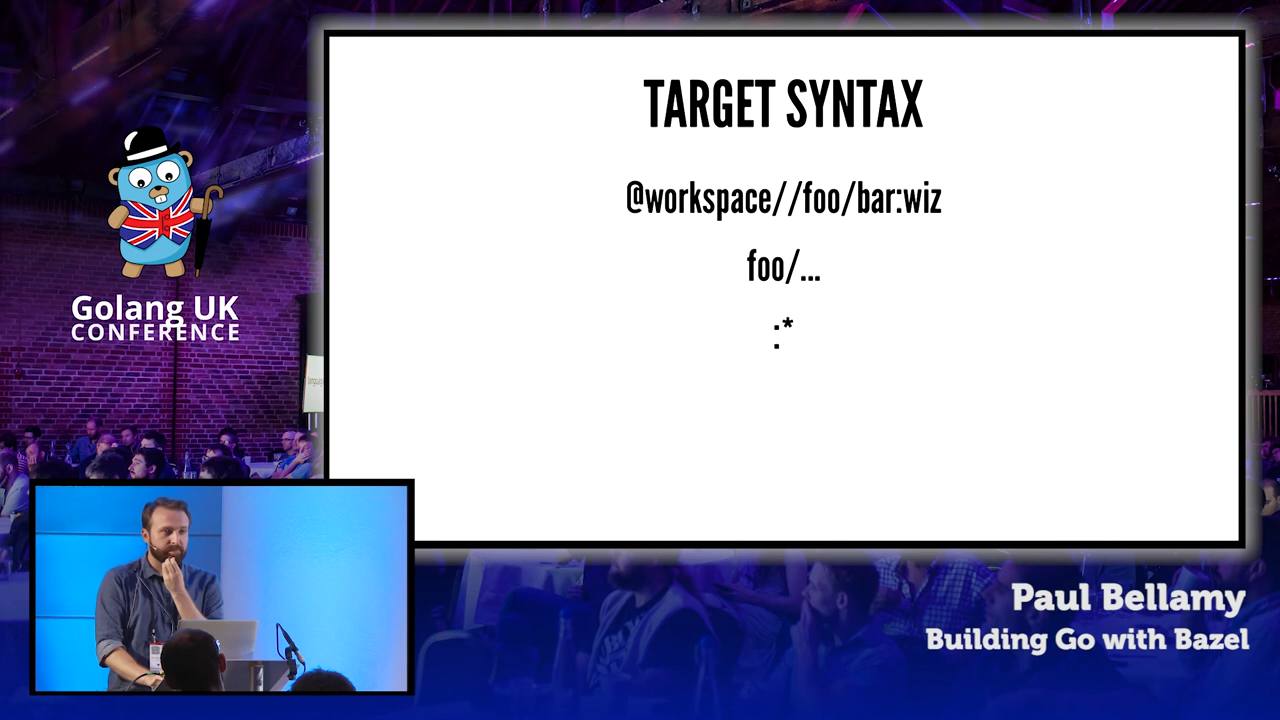 TARGET SYNTAX
@workspace//foo/bar:wiz
foo/...
:*
Golang UK
CONFERENCE
Paul Bellamy
Building Go with Bazel